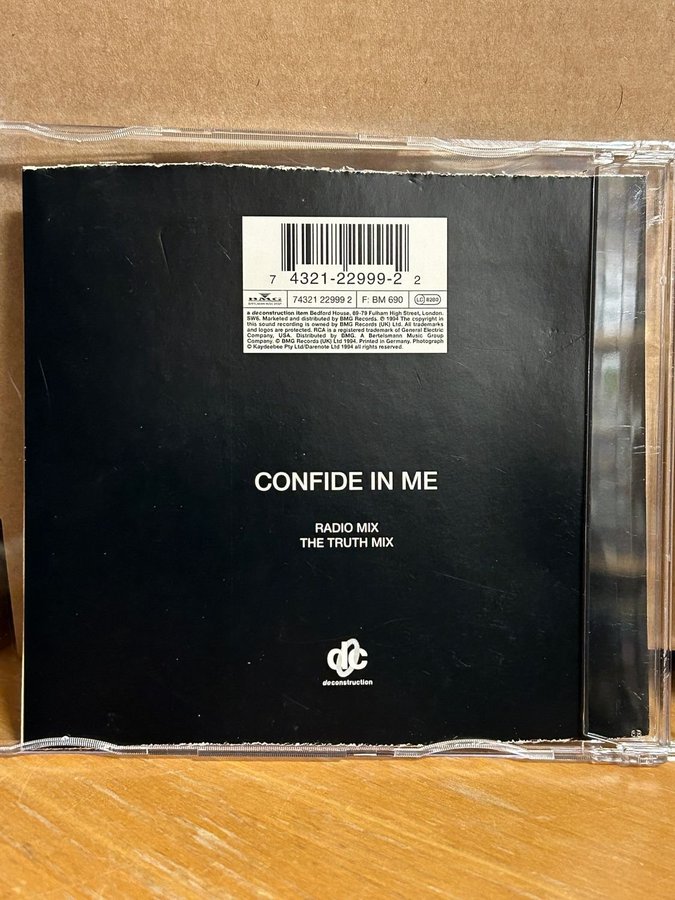 7 4321-22999-2 2
BMG 74321 22999 2 F: BM 690 LC 8280
a deconstruction item Bedford House, 69-79 Fulham High Street, London.
SW6. Marketed and distributed by BMG Records. ℗ 1994 The copyright in
this sound recording is owned by BMG Records (UK) Ltd. All trademarks
and logos are protected. RCA is a registered trademark of General Electric
Company, USA. Distributed by BMG. A Bertelsmann Music Group
Company. © BMG Records (UK) Ltd 1994. Printed in Germany. Photograph
© Kaydeebee Pty Ltd/Darenote Ltd 1994 all rights reserved.
CONFIDE IN ME
RADIO MIX
THE TRUTH MIX
dc
deconstruction